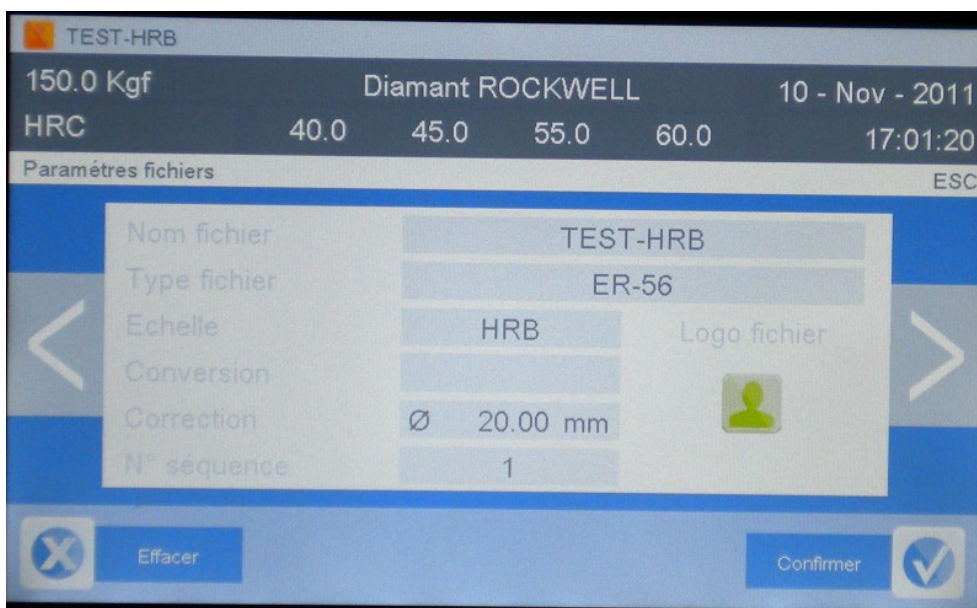 TEST-HRB
150.0 Kgf Diamant ROCKWELL 10 - Nov - 2011
HRC 40.0 45.0 55.0 60.0 17:01:20
Paramétres fichiers ESC
Nom fichier TEST-HRB
Type fichier ER-56
Echelle HRB Logo fichier
Conversion
Correction Ø 20.00 mm
N° séquence 1
Effacer Confirmer